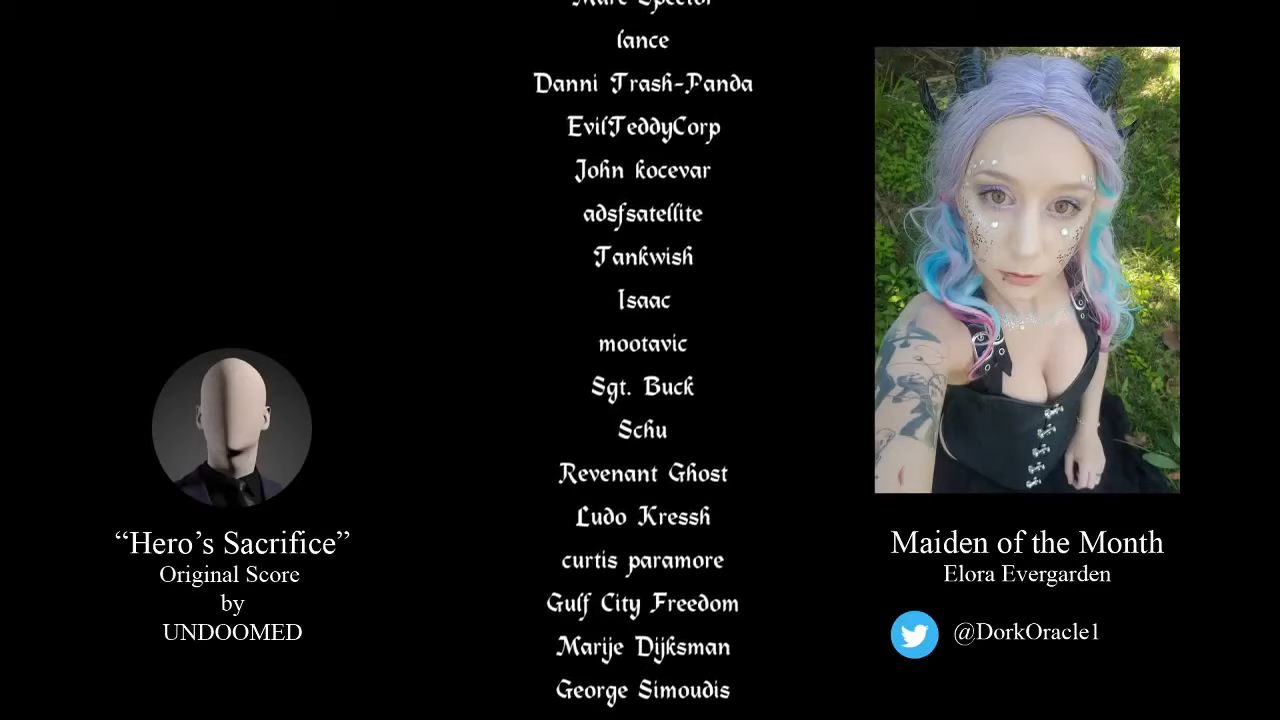 Marc Spector
lance
Danni Trash-Panda
EvilTeddyCorp
John kocevar
adsfsatellite
Tankwish
Isaac
mootavic
Sgt. Buck
Schu
Revenant Ghost
Ludo Kressh
curtis paramore
Gulf City Freedom
Marije Dijksman
George Simoudis
“Hero’s Sacrifice”
Original Score
by
UNDOOMED
Maiden of the Month
Elora Evergarden
@DorkOracle1